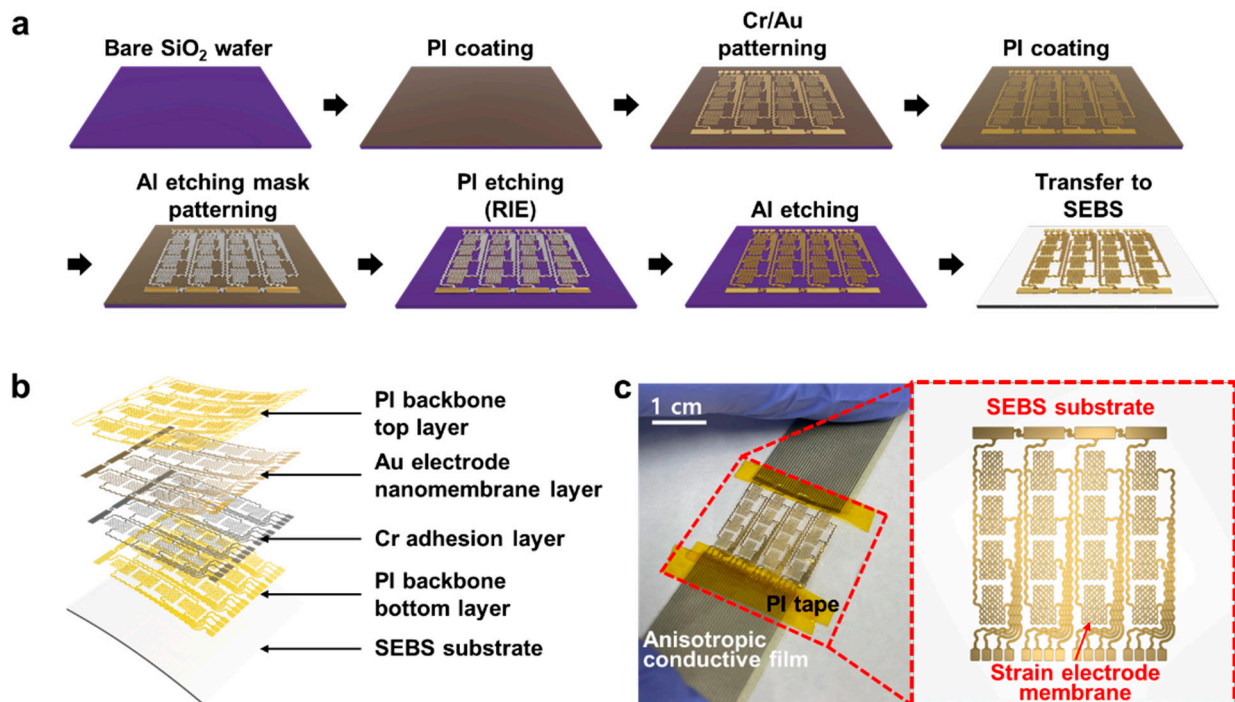 a
Bare SiO₂ wafer
PI coating
Cr/Au
patterning
PI coating
Al etching mask
patterning
PI etching
(RIE)
Al etching
Transfer to
SEBS
b
PI backbone
top layer
Au electrode
nanomembrane layer
Cr adhesion layer
PI backbone
bottom layer
SEBS substrate
c
1 cm
PI tape
Anisotropic
conductive film
SEBS substrate
Strain electrode
membrane